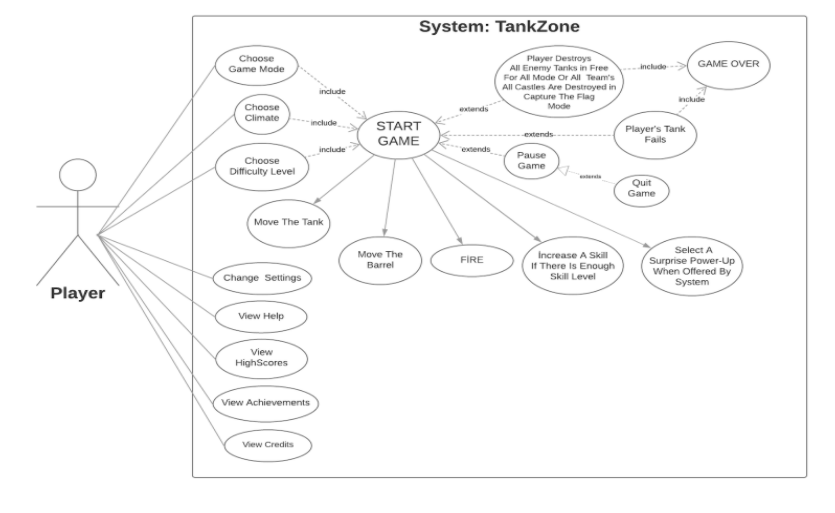 System: TankZone
Choose
Game Mode
Choose
Climate
Choose
Difficulty Level
include
include
include
START
GAME
Player Destroys
All Enemy Tanks in Free
For All Mode Or All Team's
All Castles Are Destroyed in
Capture The Flag
Mode
include
GAME OVER
include
extends
extends
extends
Player's Tank
Fails
Pause
Game
extends
Quit
Game
Move The Tank
Move The
Barrel
FİRE
İncrease A Skill
If There Is Enough
Skill Level
Select A
Surprise Power-Up
When Offered By
System
Player
Change Settings
View Help
View
HighScores
View Achievements
View Credits